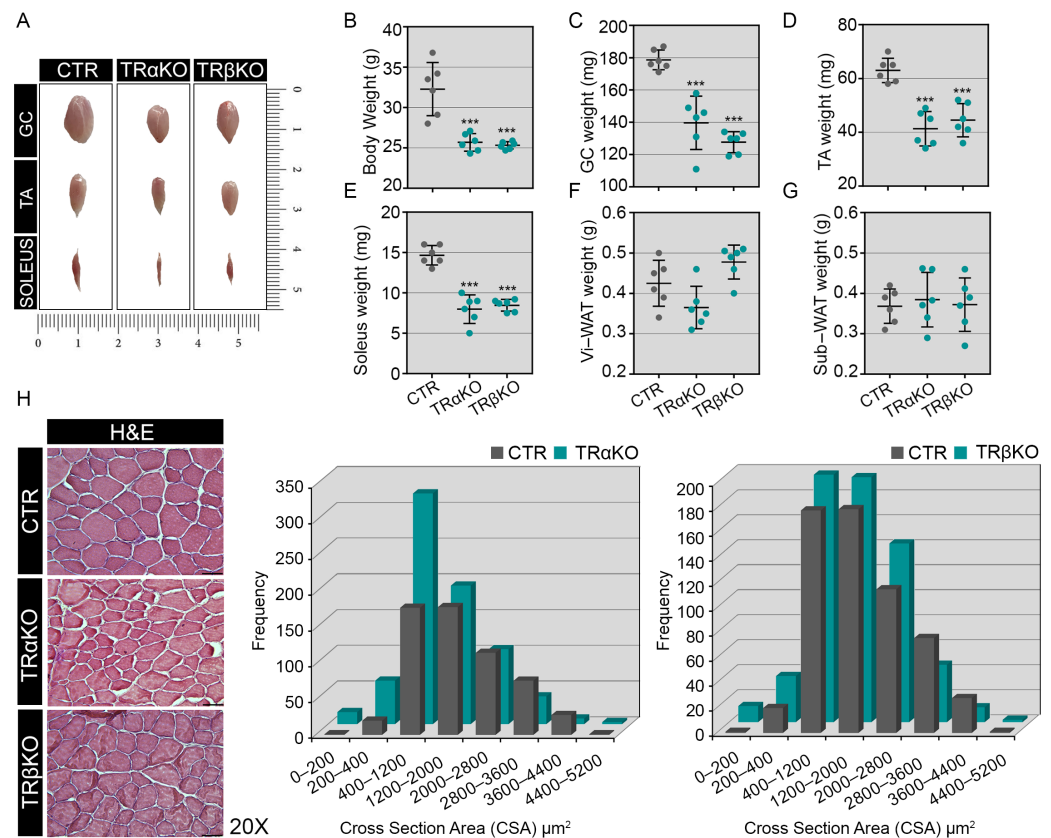 A
CTR TRαKO TRβKO
GC
TA
SOLEUS
0
1
2
3
4
5
0 1 2 3 4 5
B
Body Weight (g)
40
35
30
25
20
*** ***
C
GC weight (mg)
200
180
160
140
120
100
*** ***
D
TA weight (mg)
80
60
40
20
*** ***
E
Soleus weight (mg)
20
15
10
5
0
*** ***
CTR TRαKO TRβKO
F
Vi–WAT weight (g)
0.6
0.5
0.4
0.3
0.2
CTR TRαKO TRβKO
G
Sub–WAT weight (g)
0.6
0.5
0.4
0.3
0.2
CTR TRαKO TRβKO
H
H&E
CTR
TRαKO
TRβKO
20X
CTR TRαKO
Frequency
350
300
250
200
150
100
50
0
0–200 200–400 400–1200 1200–2000 2000–2800 2800–3600 3600–4400 4400–5200
Cross Section Area (CSA) µm²
CTR TRβKO
Frequency
200
180
160
140
120
100
80
60
40
20
0
0–200 200–400 400–1200 1200–2000 2000–2800 2800–3600 3600–4400 4400–5200
Cross Section Area (CSA) µm²